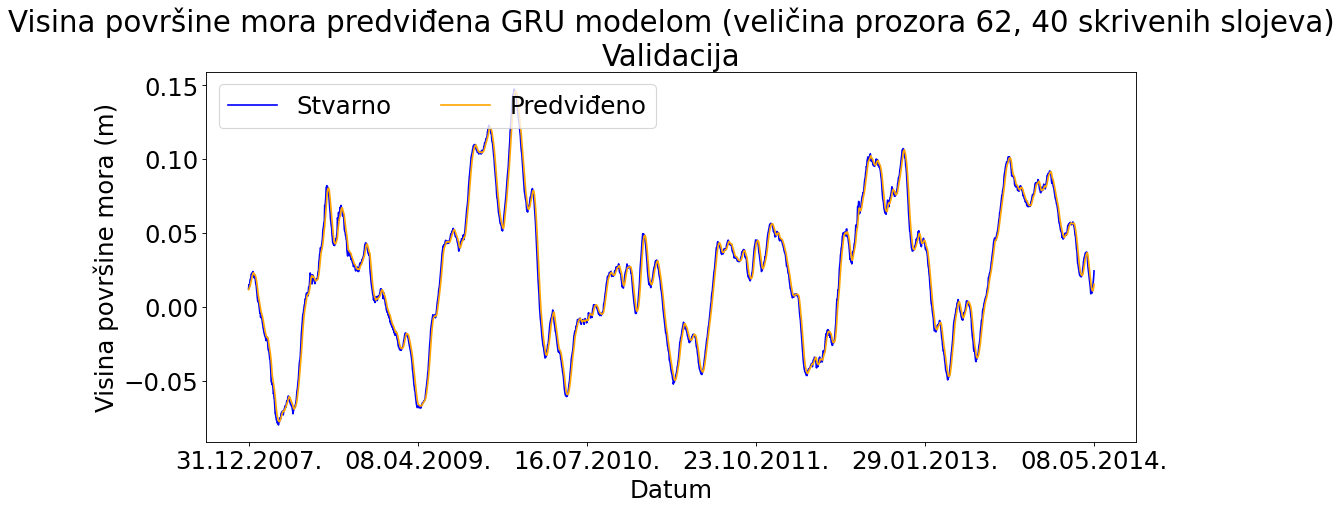 Visina površine mora predviđena GRU modelom (veličina prozora 62, 40 skrivenih slojeva)
Validacija
Stvarno
Predviđeno
Visina površine mora (m)
0.15
0.10
0.05
0.00
−0.05
31.12.2007.
08.04.2009.
16.07.2010.
23.10.2011.
29.01.2013.
08.05.2014.
Datum